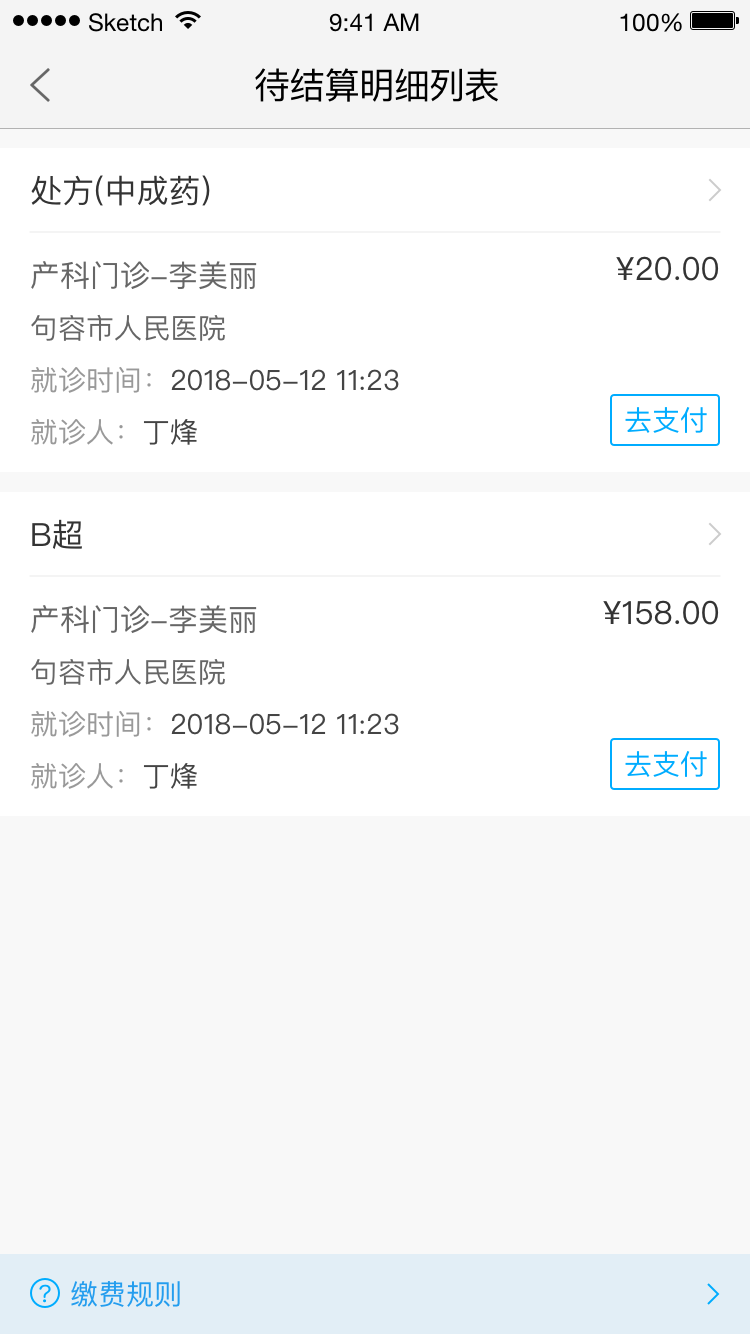 Sketch 9:41 AM 100%
待结算明细列表
处方(中成药)
产科门诊–李美丽 ¥20.00
句容市人民医院
就诊时间：2018–05–12 11:23
就诊人：丁烽 去支付
B超
产科门诊–李美丽 ¥158.00
句容市人民医院
就诊时间：2018–05–12 11:23
就诊人：丁烽 去支付
? 缴费规则